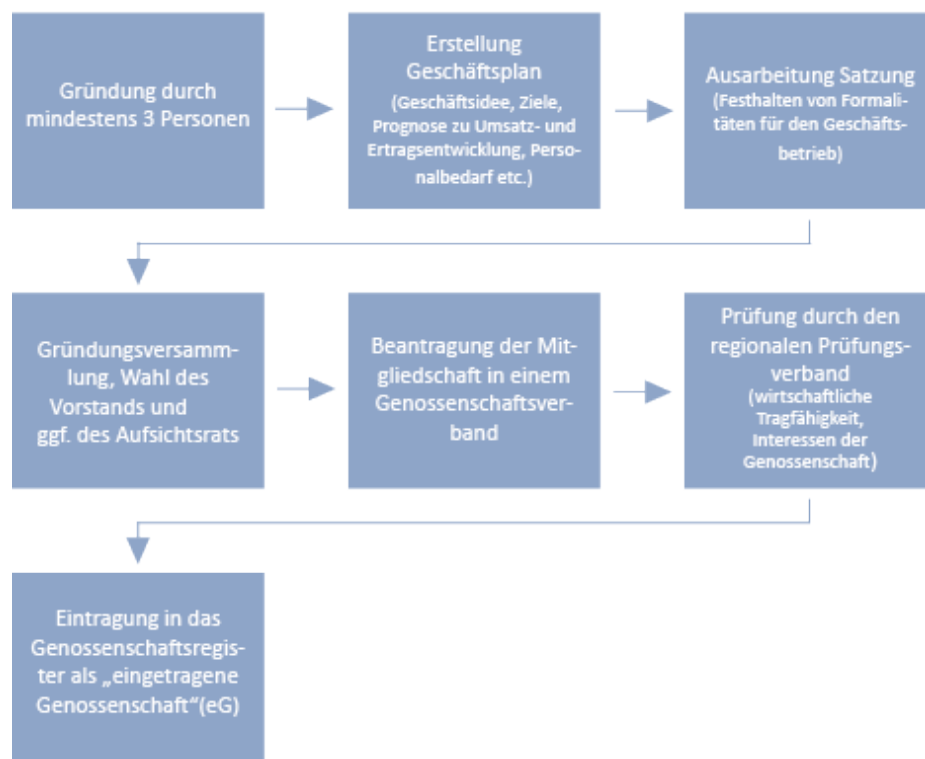 Gründung durch
mindestens 3 Personen
Erstellung
Geschäftsplan
(Geschäftsidee, Ziele,
Prognose zu Umsatz- und
Ertragsentwicklung, Perso-
nalbedarf etc.)
Ausarbeitung Satzung
(Festhalten von Formali-
täten für den Geschäfts-
betrieb)
Gründungsversamm-
lung, Wahl des
Vorstands und
ggf. des Aufsichtsrats
Beantragung der Mit-
gliedschaft in einem
Genossenschaftsver-
band
Prüfung durch den
regionalen Prüfungs-
verband
(wirtschaftliche
Tragfähigkeit,
Interessen der
Genossenschaft)
Eintragung in das
Genossenschaftsregis-
ter als „eingetragene
Genossenschaft“(eG)